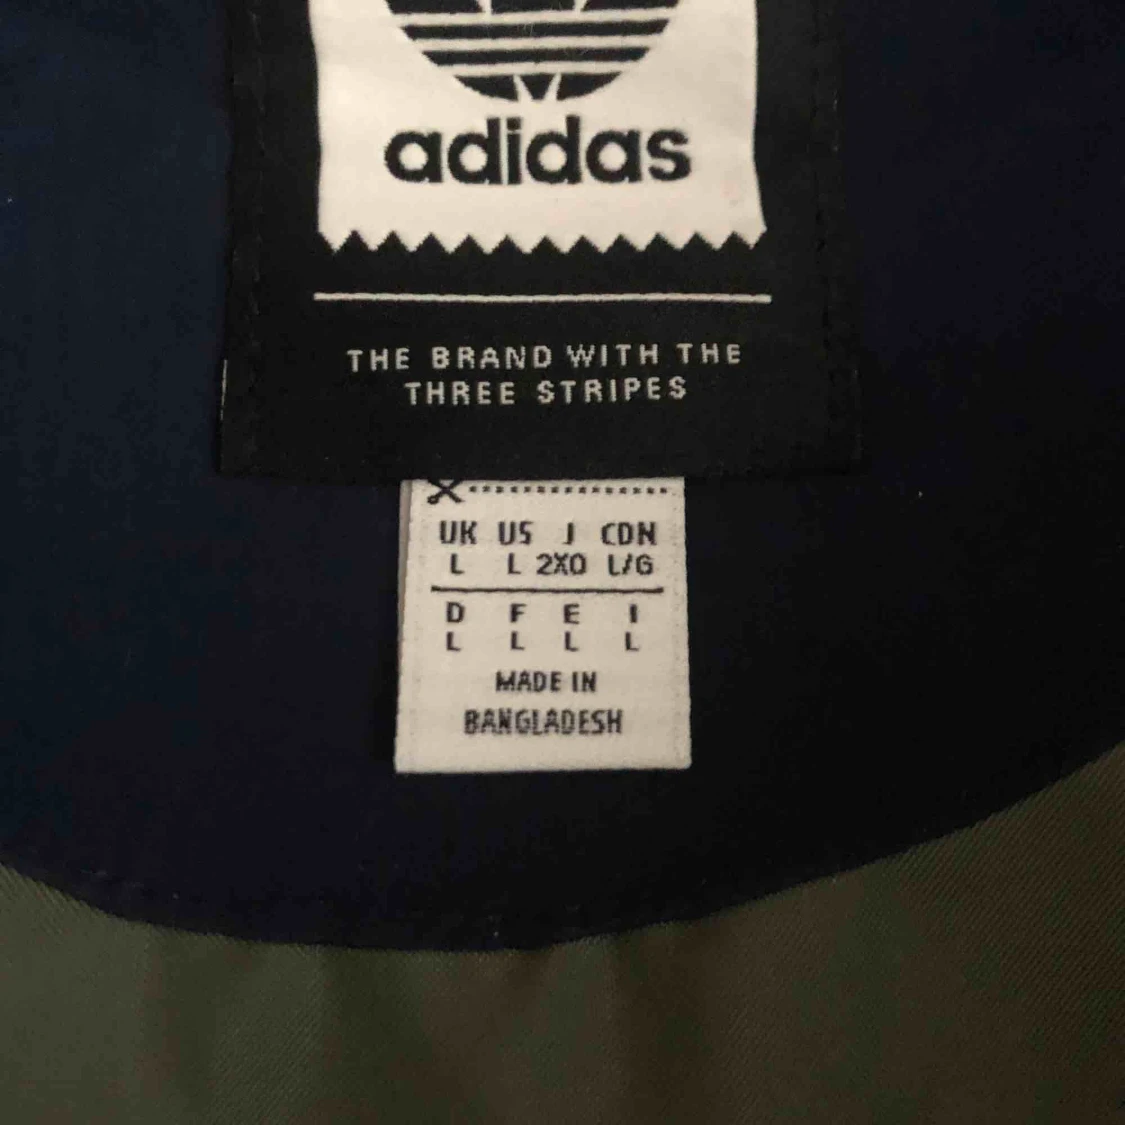 adidas
THE BRAND WITH THE
THREE STRIPES
UK US J CDN
L L 2XO L/G
D F E I
L L L L
MADE IN
BANGLADESH